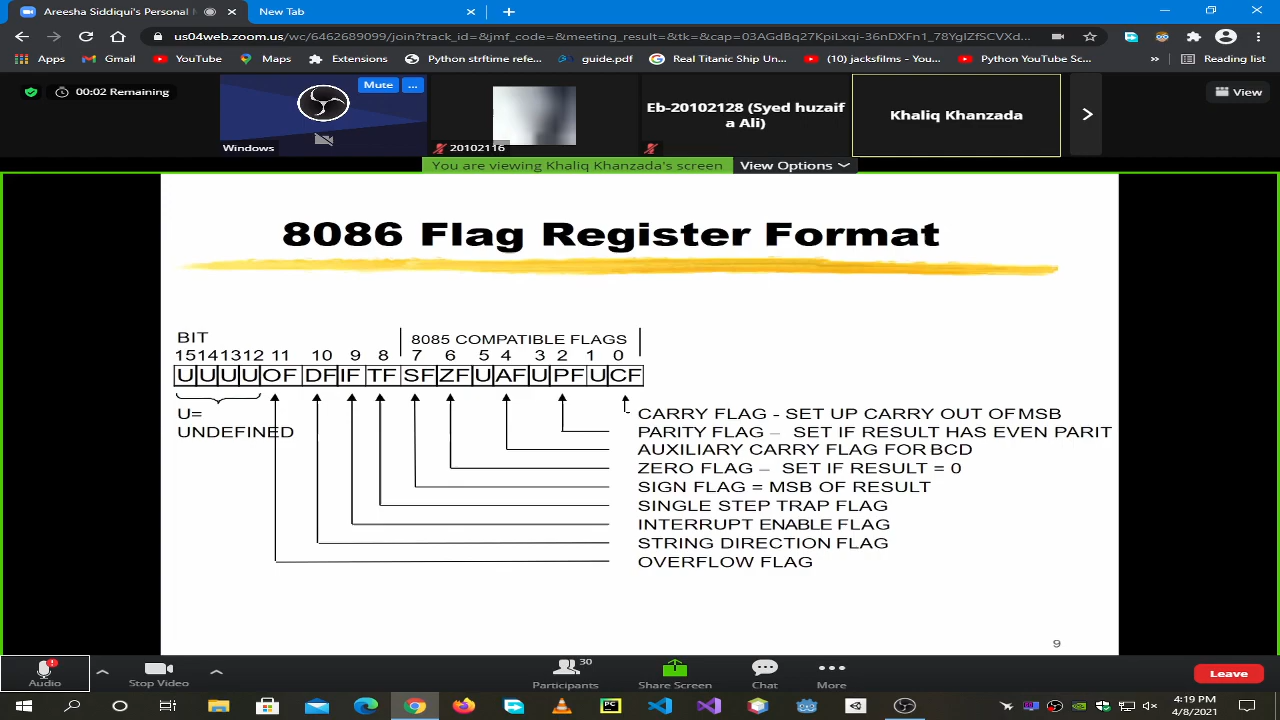 Areesha Siddiqui's Personal
New Tab
us04web.zoom.us/wc/6462689099/join?track_id=&jmf_code=&meeting_result=&tk=&cap=03AGdBq27KpiLxqi-36nDXFn1_78YgIZfSCVXd...
Apps
Gmail
YouTube
Maps
Extensions
Python strftime refe...
guide.pdf
Real Titanic Ship Un...
(10) jacksfilms - You...
Python YouTube Sc...
»
Reading list
00:02 Remaining
Mute
...
Windows
20102116
Eb-20102128 (Syed huzaif
a Ali)
Khaliq Khanzada
View
You are viewing Khaliq Khanzada's screen
View Options
8086 Flag Register Format
BIT
8085 COMPATIBLE FLAGS
15141312 11 10 9 8 7 6 5 4 3 2 1 0
U U U U OF DF IF TF SF ZF U AF U PF U CF
U=
UNDEFINED
CARRY FLAG - SET UP CARRY OUT OF MSB
PARITY FLAG – SET IF RESULT HAS EVEN PARIT
AUXILIARY CARRY FLAG FOR BCD
ZERO FLAG – SET IF RESULT = 0
SIGN FLAG = MSB OF RESULT
SINGLE STEP TRAP FLAG
INTERRUPT ENABLE FLAG
STRING DIRECTION FLAG
OVERFLOW FLAG
9
Audio
Stop Video
30
Participants
Share Screen
Chat
More
Leave
PC
4:19 PM
4/8/2021